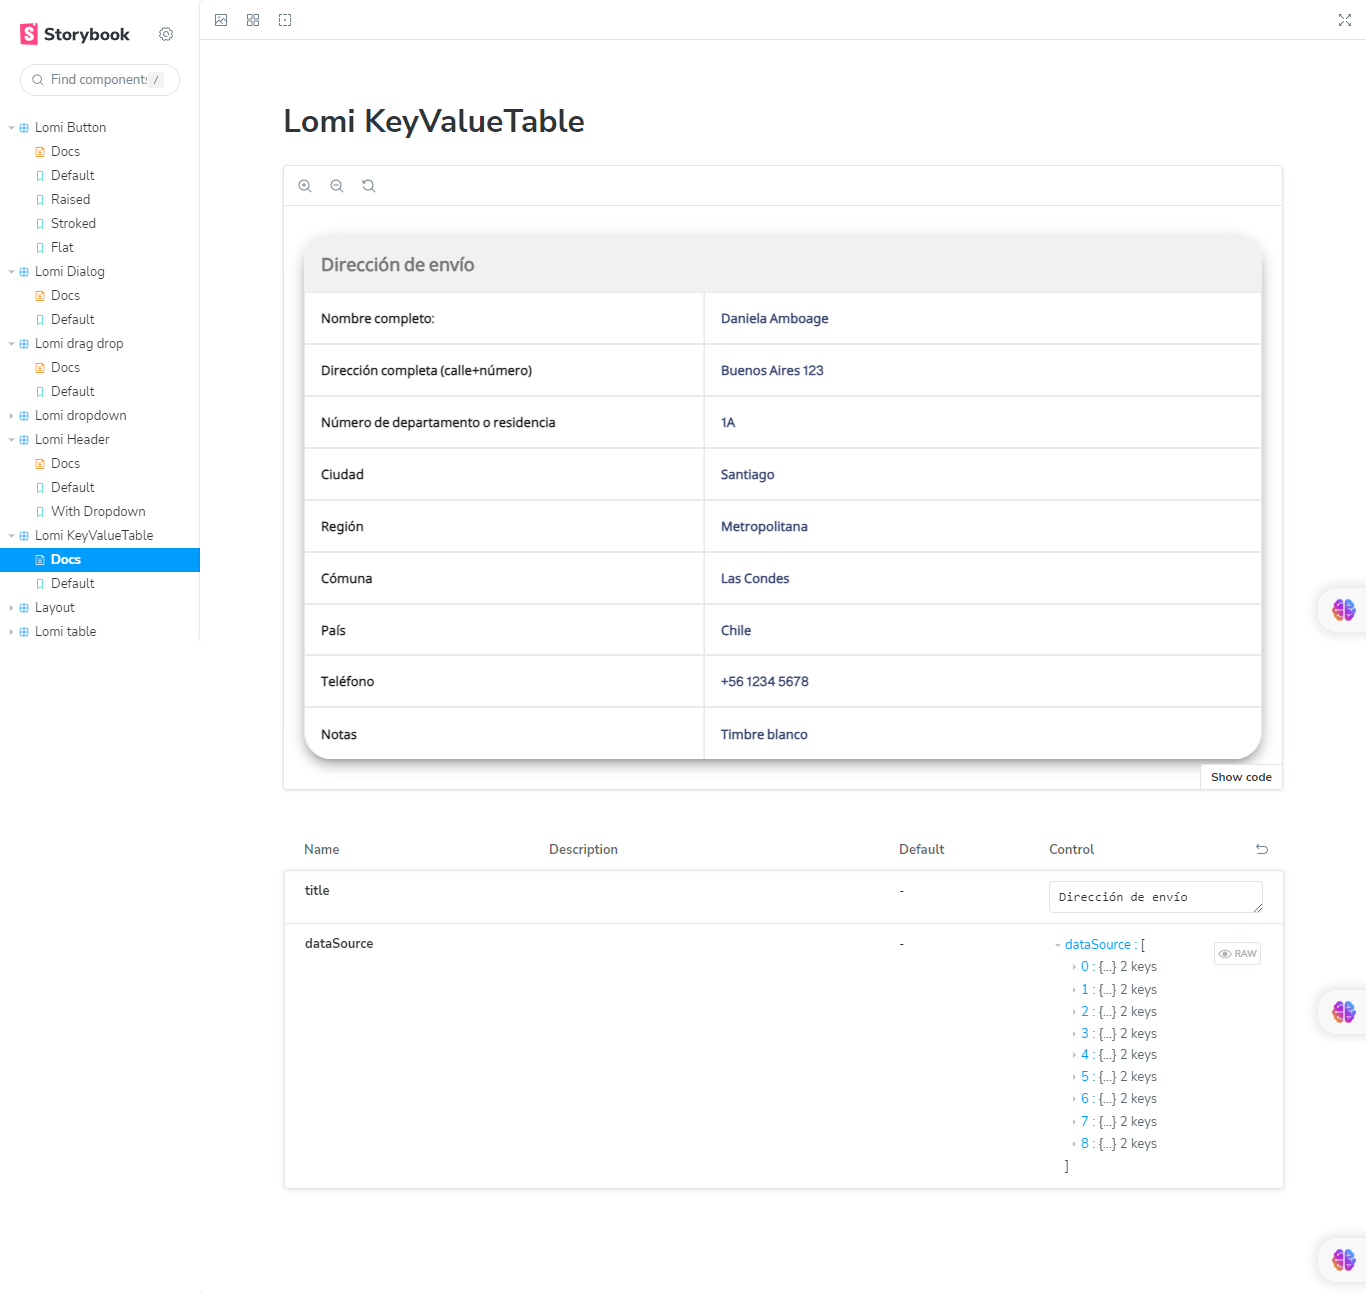 Storybook
Find components /
Lomi Button
Docs
Default
Raised
Stroked
Flat
Lomi Dialog
Docs
Default
Lomi drag drop
Docs
Default
Lomi dropdown
Lomi Header
Docs
Default
With Dropdown
Lomi KeyValueTable
Docs
Default
Layout
Lomi table
Lomi KeyValueTable
Dirección de envío
Nombre completo: Daniela Amboage
Dirección completa (calle+número) Buenos Aires 123
Número de departamento o residencia 1A
Ciudad Santiago
Región Metropolitana
Cómuna Las Condes
País Chile
Teléfono +56 1234 5678
Notas Timbre blanco
Show code
Name Description Default Control
title - Dirección de envío
dataSource - dataSource : [ RAW
0 : {...} 2 keys
1 : {...} 2 keys
2 : {...} 2 keys
3 : {...} 2 keys
4 : {...} 2 keys
5 : {...} 2 keys
6 : {...} 2 keys
7 : {...} 2 keys
8 : {...} 2 keys
]